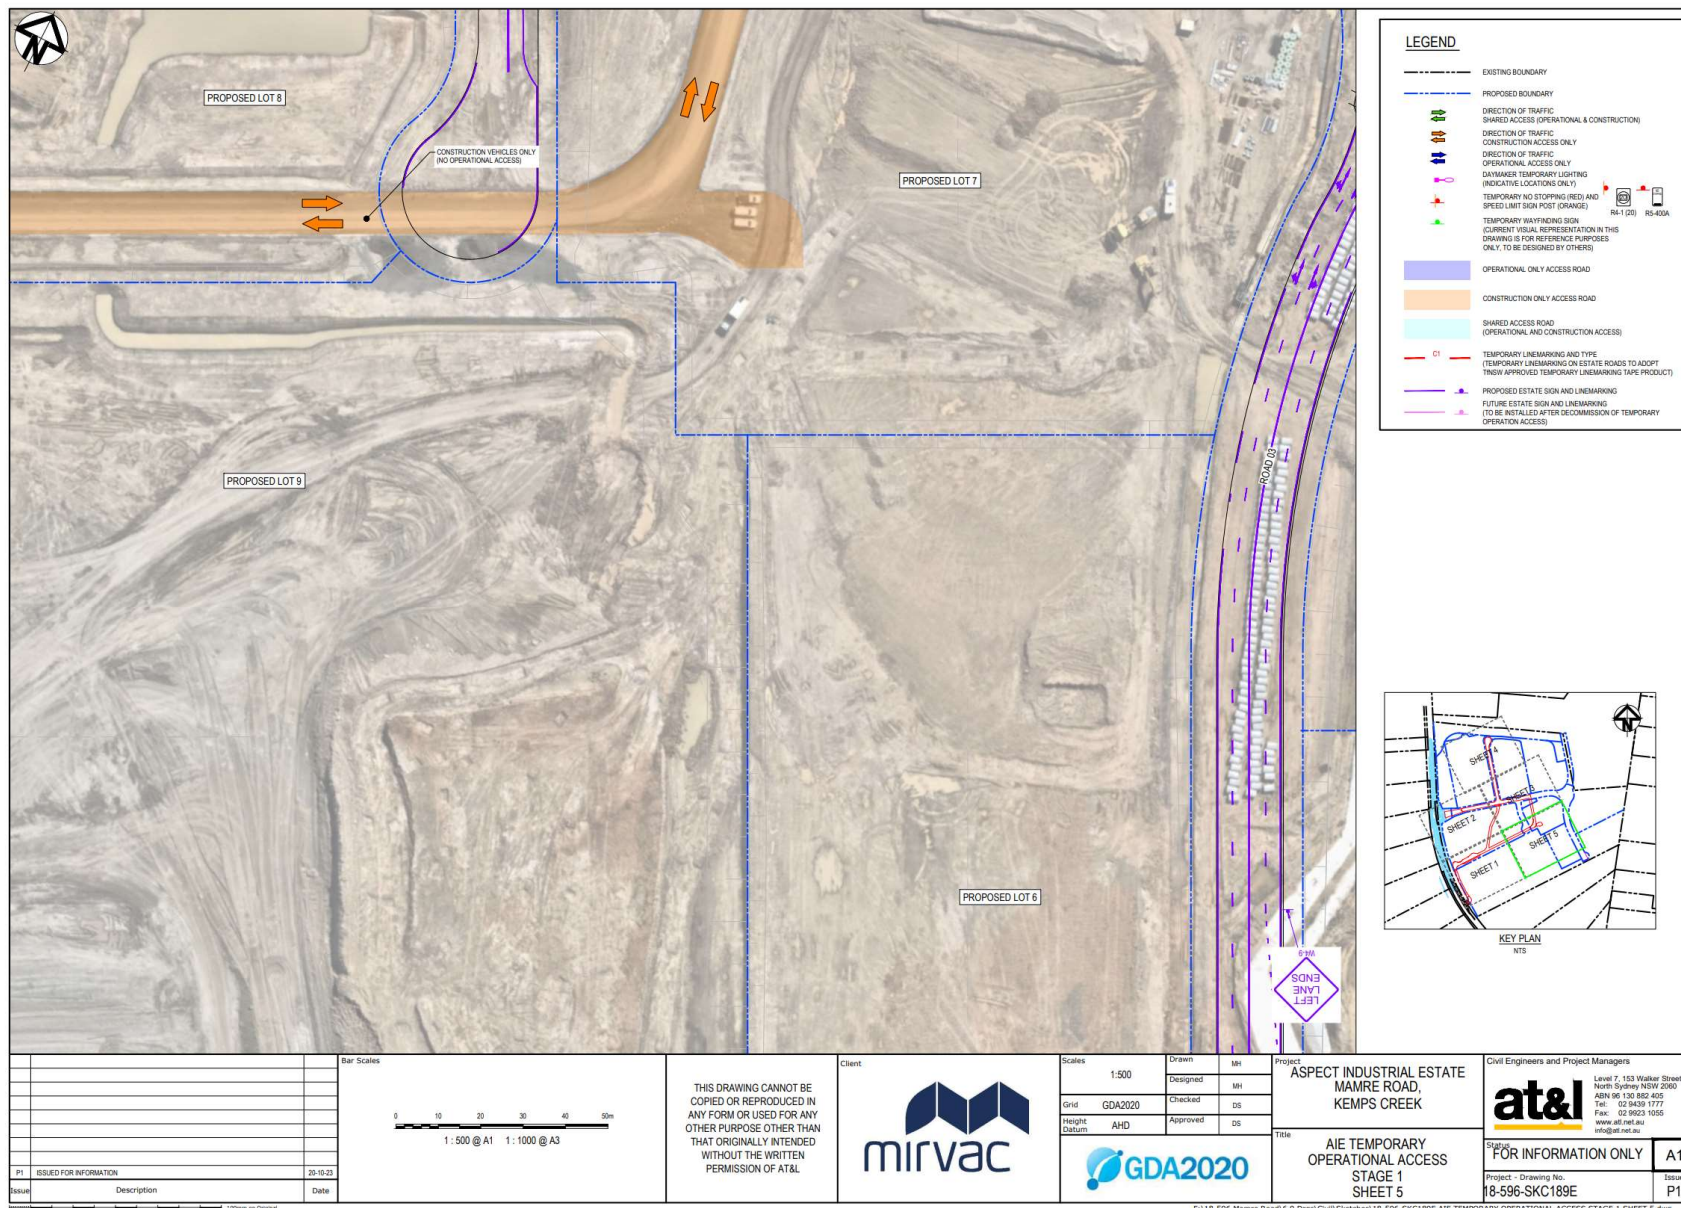 N
PROPOSED LOT 8
CONSTRUCTION VEHICLES ONLY
(NO OPERATIONAL ACCESS)
PROPOSED LOT 7
PROPOSED LOT 9
ROAD 03
PROPOSED LOT 6
W4-9
LEFT
LANE
ENDS
LEGEND
EXISTING BOUNDARY
PROPOSED BOUNDARY
DIRECTION OF TRAFFIC
SHARED ACCESS (OPERATIONAL & CONSTRUCTION)
DIRECTION OF TRAFFIC
CONSTRUCTION ACCESS ONLY
DIRECTION OF TRAFFIC
OPERATIONAL ACCESS ONLY
DAYMAKER TEMPORARY LIGHTING
(INDICATIVE LOCATIONS ONLY)
TEMPORARY NO STOPPING (RED) AND
SPEED LIMIT SIGN POST (ORANGE)
R4-1 (20) R5-400A
TEMPORARY WAYFINDING SIGN
(CURRENT VISUAL REPRESENTATION IN THIS
DRAWING IS FOR REFERENCE PURPOSES
ONLY, TO BE DESIGNED BY OTHERS)
OPERATIONAL ONLY ACCESS ROAD
CONSTRUCTION ONLY ACCESS ROAD
SHARED ACCESS ROAD
(OPERATIONAL AND CONSTRUCTION ACCESS)
C1
TEMPORARY LINEMARKING AND TYPE
(TEMPORARY LINEMARKING ON ESTATE ROADS TO ADOPT
TfNSW APPROVED TEMPORARY LINEMARKING TAPE PRODUCT)
PROPOSED ESTATE SIGN AND LINEMARKING
FUTURE ESTATE SIGN AND LINEMARKING
(TO BE INSTALLED AFTER DECOMMISSION OF TEMPORARY
OPERATION ACCESS)
N
SHEET 4
SHEET 3
SHEET 2
SHEET 5
SHEET 1
KEY PLAN
NTS
P1 ISSUED FOR INFORMATION 20-10-23
Issue Description Date
Bar Scales
0 10 20 30 40 50m
1 : 500 @ A1 1 : 1000 @ A3
THIS DRAWING CANNOT BE
COPIED OR REPRODUCED IN
ANY FORM OR USED FOR ANY
OTHER PURPOSE OTHER THAN
THAT ORIGINALLY INTENDED
WITHOUT THE WRITTEN
PERMISSION OF AT&L
Client
mirvac
Scales
1:500
Grid GDA2020
Height
Datum AHD
Drawn MH
Designed MH
Checked DS
Approved DS
GDA2020
Project
ASPECT INDUSTRIAL ESTATE
MAMRE ROAD,
KEMPS CREEK
Title
AIE TEMPORARY
OPERATIONAL ACCESS
STAGE 1
SHEET 5
Civil Engineers and Project Managers
at&l
Level 7, 153 Walker Street
North Sydney NSW 2060
ABN 96 130 882 405
Tel: 02 9439 1777
Fax: 02 9923 1055
www.atl.net.au
info@atl.net.au
Status
FOR INFORMATION ONLY A1
Project - Drawing No. Issue
18-596-SKC189E P1